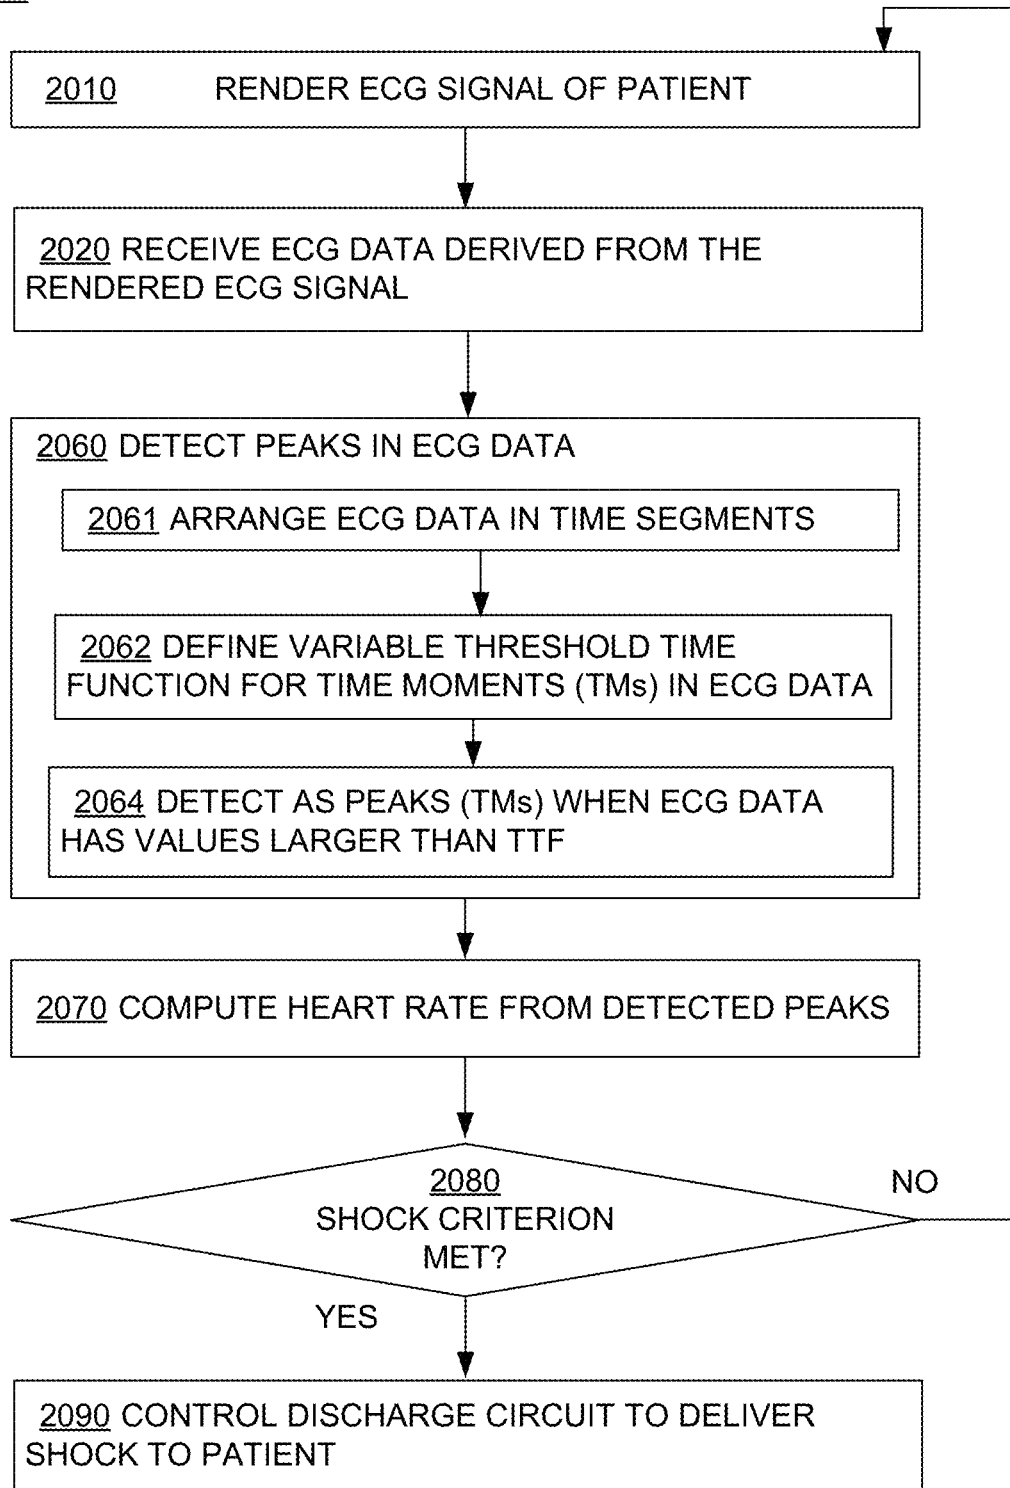 2010 RENDER ECG SIGNAL OF PATIENT
2020 RECEIVE ECG DATA DERIVED FROM THE
RENDERED ECG SIGNAL
2060 DETECT PEAKS IN ECG DATA
2061 ARRANGE ECG DATA IN TIME SEGMENTS
2062 DEFINE VARIABLE THRESHOLD TIME
FUNCTION FOR TIME MOMENTS (TMs) IN ECG DATA
2064 DETECT AS PEAKS (TMs) WHEN ECG DATA
HAS VALUES LARGER THAN TTF
2070 COMPUTE HEART RATE FROM DETECTED PEAKS
2080
SHOCK CRITERION
MET?
NO
YES
2090 CONTROL DISCHARGE CIRCUIT TO DELIVER
SHOCK TO PATIENT